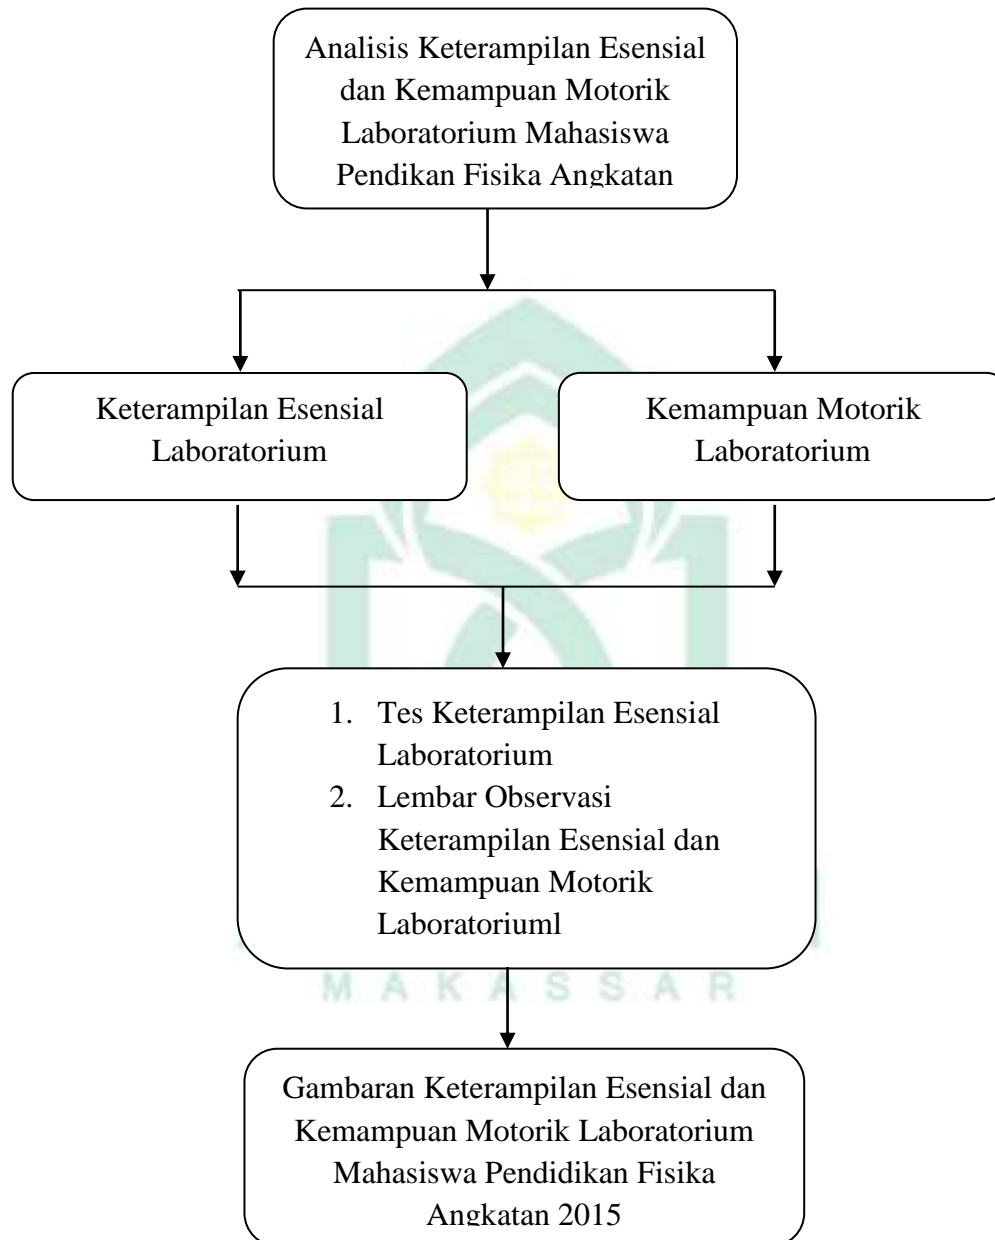 Analisis Keterampilan Esensial
dan Kemampuan Motorik
Laboratorium Mahasiswa
Pendikan Fisika Angkatan
Keterampilan Esensial
Laboratorium
Kemampuan Motorik
Laboratorium
1. Tes Keterampilan Esensial
Laboratorium
2. Lembar Observasi
Keterampilan Esensial dan
Kemampuan Motorik
Laboratoriuml
MAKASSAR
Gambaran Keterampilan Esensial dan
Kemampuan Motorik Laboratorium
Mahasiswa Pendidikan Fisika
Angkatan 2015